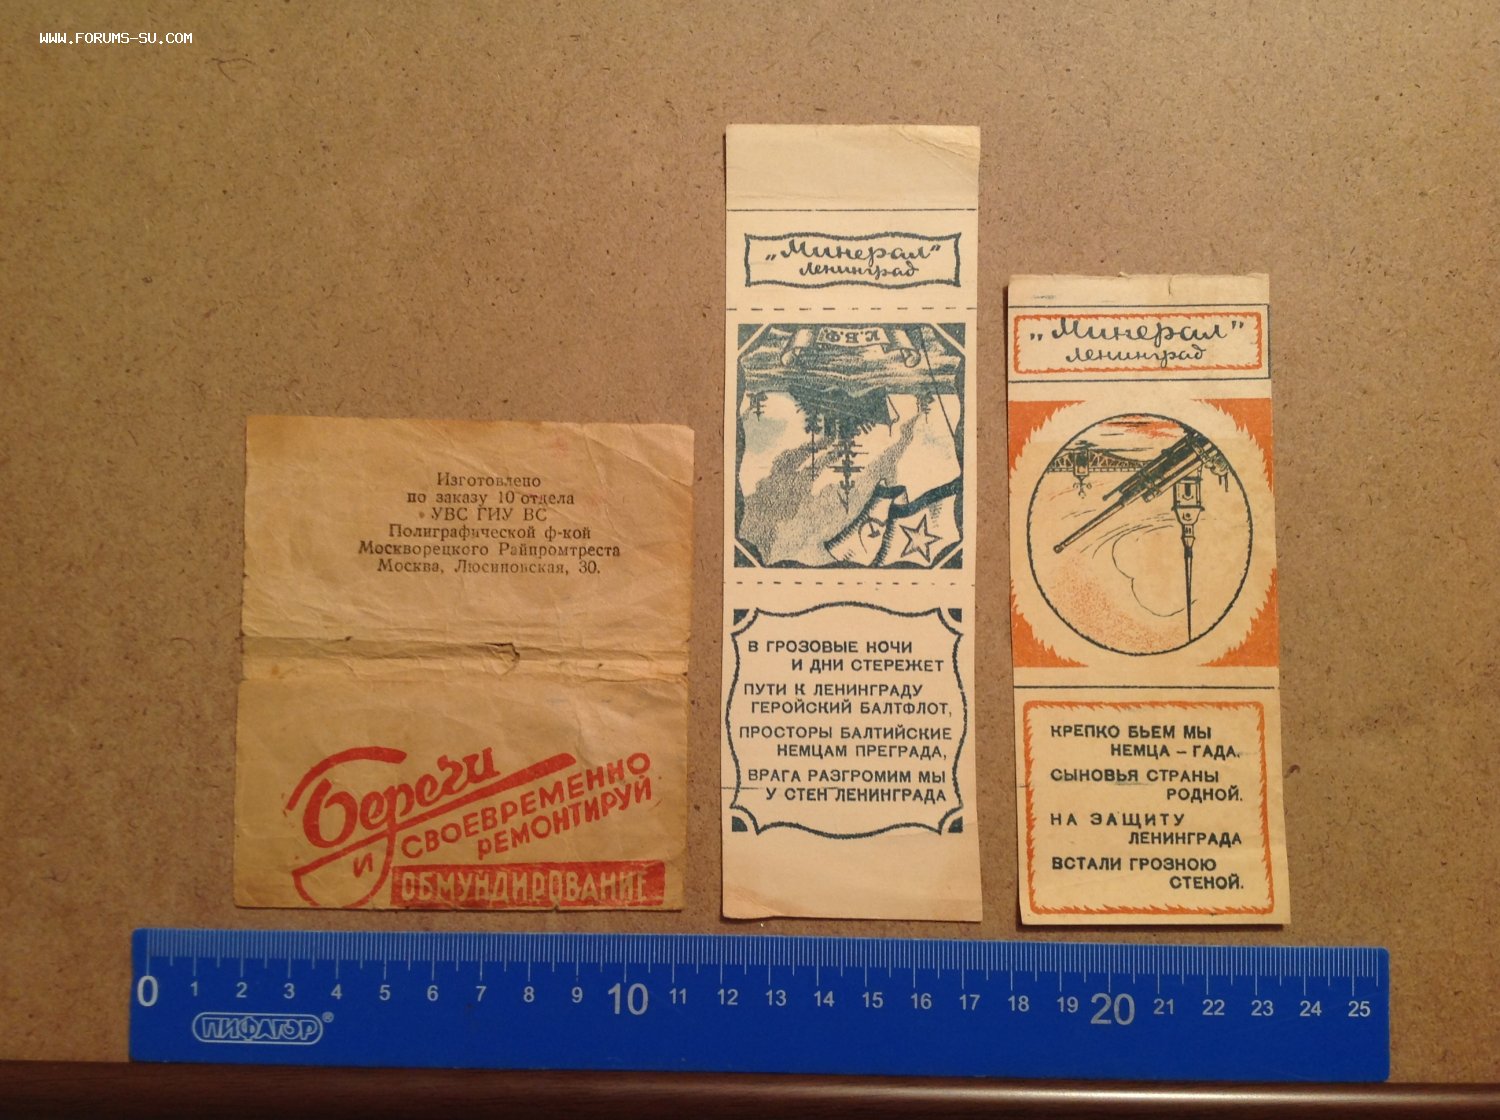 WWW.FORUMS-SU.COM
Изготовлено
по заказу 10 отдела
УВС ГИУ ВС
Полиграфической ф-кой
Москворецкого Райпромтреста
Москва, Люсиновская, 30.
Береги
и своевременно
ремонтируй
ОБМУНДИРОВАНИЕ
„Минерал"
Ленинград
К.Б.Ф.
В ГРОЗОВЫЕ НОЧИ
И ДНИ СТЕРЕЖЕТ
ПУТИ К ЛЕНИНГРАДУ
ГЕРОЙСКИЙ БАЛТФЛОТ,
ПРОСТОРЫ БАЛТИЙСКИЕ
НЕМЦАМ ПРЕГРАДА,
ВРАГА РАЗГРОМИМ МЫ
У СТЕН ЛЕНИНГРАДА
„Минерал"
Ленинград
КРЕПКО БЬЕМ МЫ
НЕМЦА – ГАДА.
СЫНОВЬЯ СТРАНЫ
РОДНОЙ.
НА ЗАЩИТУ
ЛЕНИНГРАДА
ВСТАЛИ ГРОЗНОЮ
СТЕНОЙ.
0 1 2 3 4 5 6 7 8 9 10 11 12 13 14 15 16 17 18 19 20 21 22 23 24 25
ПИФАГОР®